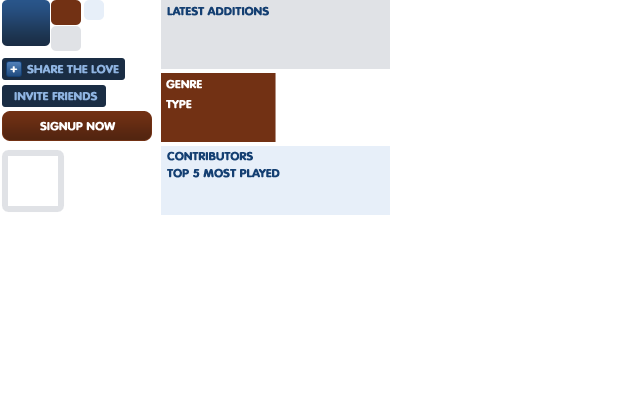 SHARE THE LOVE
INVITE FRIENDS
SIGNUP NOW
LATEST ADDITIONS
GENRE
TYPE
CONTRIBUTORS
TOP 5 MOST PLAYED